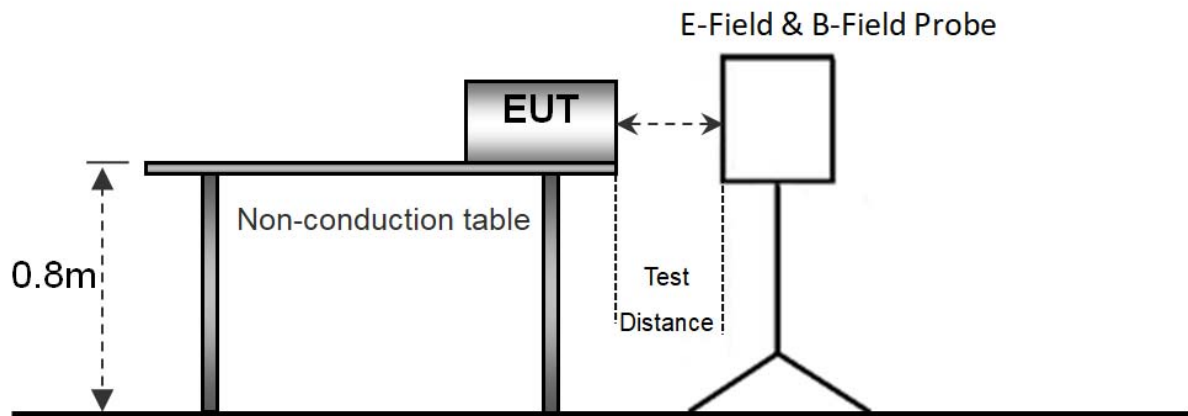 E-Field & B-Field Probe
EUT
Non-conduction table
0.8m
Test
Distance